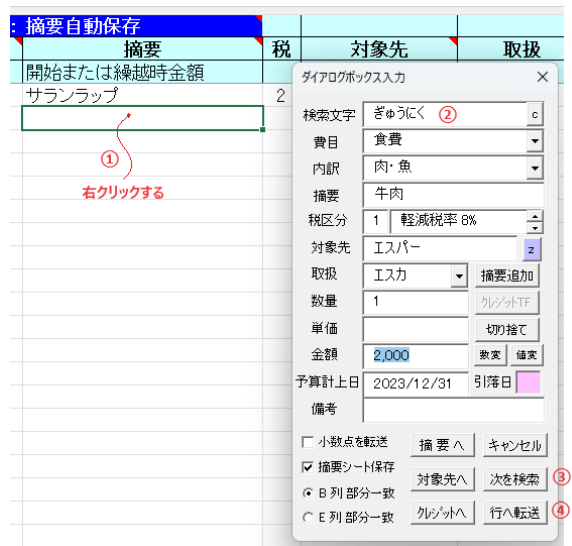 : 摘要自動保存
摘要 税 対象先 取扱
開始または繰越時金額
サランラップ 2
①
右クリックする
ダイアログボックス入力 ×
検索文字 ぎゅうにく ② c
費目 食費
内訳 肉・魚
摘要 牛肉
税区分 1 軽減税率 8%
対象先 エスパー z
取扱 エスカ 摘要追加
数量 1 クレジットTF
単価 切り捨て
金額 2,000 数変 値変
予算計上日 2023/12/31 引落日
備考
小数点を転送 摘要へ キャンセル
摘要シート保存
対象先へ 次を検索 ③
B 列 部分一致
E 列 部分一致 クレジットへ 行へ転送 ④